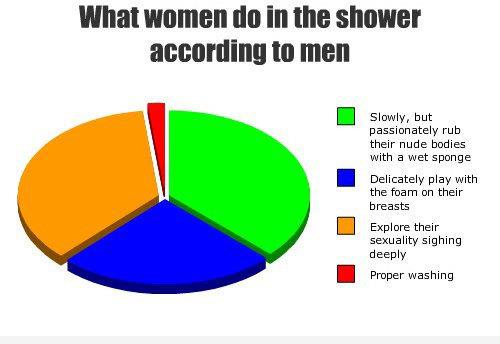 What women do in the shower
according to men
Slowly, but
passionately rub
their nude bodies
with a wet sponge
Delicately play with
the foam on their
breasts
Explore their
sexuality sighing
deeply
Proper washing